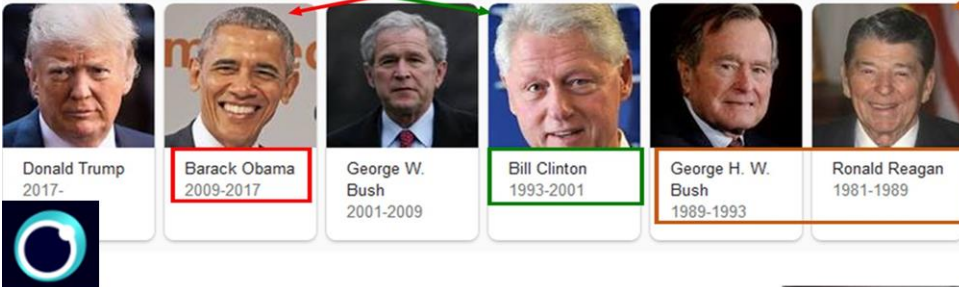 Donald Trump
2017-
Barack Obama
2009-2017
George W.
Bush
2001-2009
Bill Clinton
1993-2001
George H. W.
Bush
1989-1993
Ronald Reagan
1981-1989